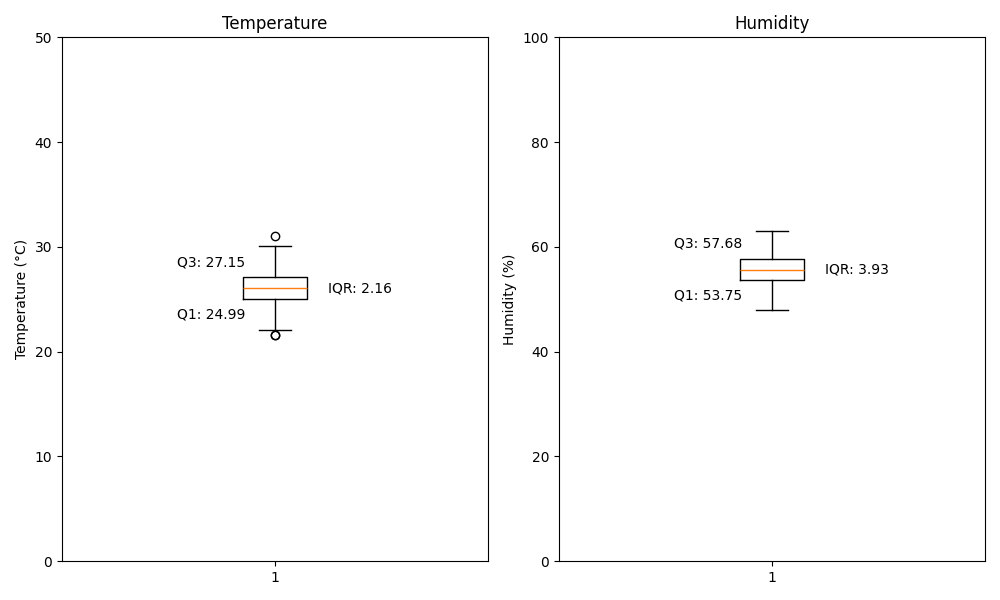 Temperature
Temperature (°C)
50
40
30
20
10
0
Q3: 27.15
IQR: 2.16
Q1: 24.99
1
Humidity
Humidity (%)
100
80
60
40
20
0
Q3: 57.68
IQR: 3.93
Q1: 53.75
1